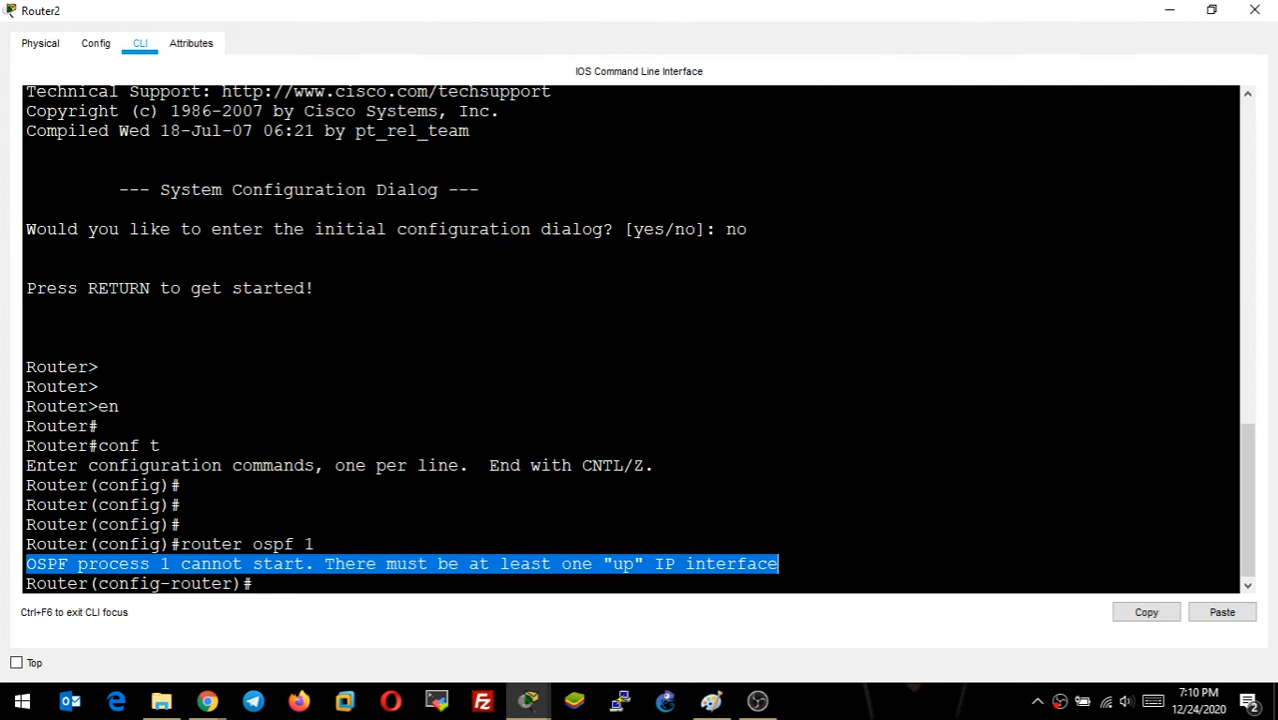 Router2
Physical Config CLI Attributes
IOS Command Line Interface
Technical Support: http://www.cisco.com/techsupport
Copyright (c) 1986-2007 by Cisco Systems, Inc.
Compiled Wed 18-Jul-07 06:21 by pt_rel_team
--- System Configuration Dialog ---
Would you like to enter the initial configuration dialog? [yes/no]: no
Press RETURN to get started!
Router>
Router>
Router>en
Router#
Router#conf t
Enter configuration commands, one per line.  End with CNTL/Z.
Router(config)#
Router(config)#
Router(config)#
Router(config)#router ospf 1
OSPF process 1 cannot start. There must be at least one "up" IP interface
Router(config-router)#
Ctrl+F6 to exit CLI focus
Copy Paste
Top
7:10 PM
12/24/2020
2